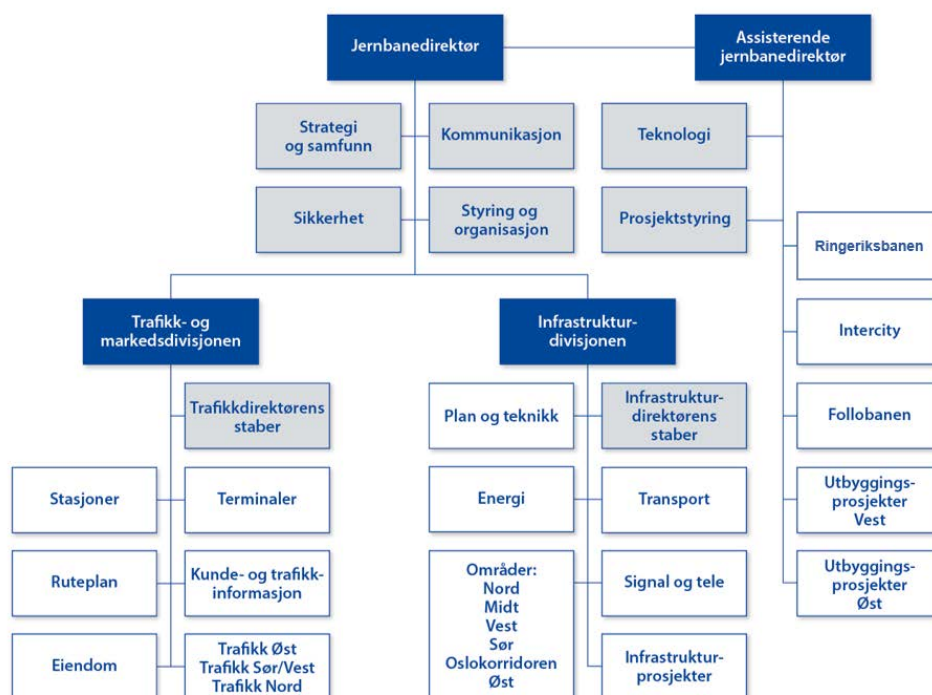 Jernbanedirektør
Assisterende
jernbanedirektør
Strategi
og samfunn
Kommunikasjon
Teknologi
Sikkerhet
Styring og
organisasjon
Prosjektstyring
Ringeriksbanen
Trafikk- og
markedsdivisjonen
Infrastruktur-
divisjonen
Intercity
Trafikkdirektørens
staber
Plan og teknikk
Infrastruktur-
direktørens
staber
Follobanen
Stasjoner
Terminaler
Energi
Transport
Utbyggings-
prosjekter
Vest
Ruteplan
Kunde- og trafikk-
informasjon
Områder:
Nord
Midt
Vest
Sør
Oslokorridoren
Øst
Signal og tele
Utbyggings-
prosjekter
Øst
Eiendom
Trafikk Øst
Trafikk Sør/Vest
Trafikk Nord
Infrastruktur-
prosjekter